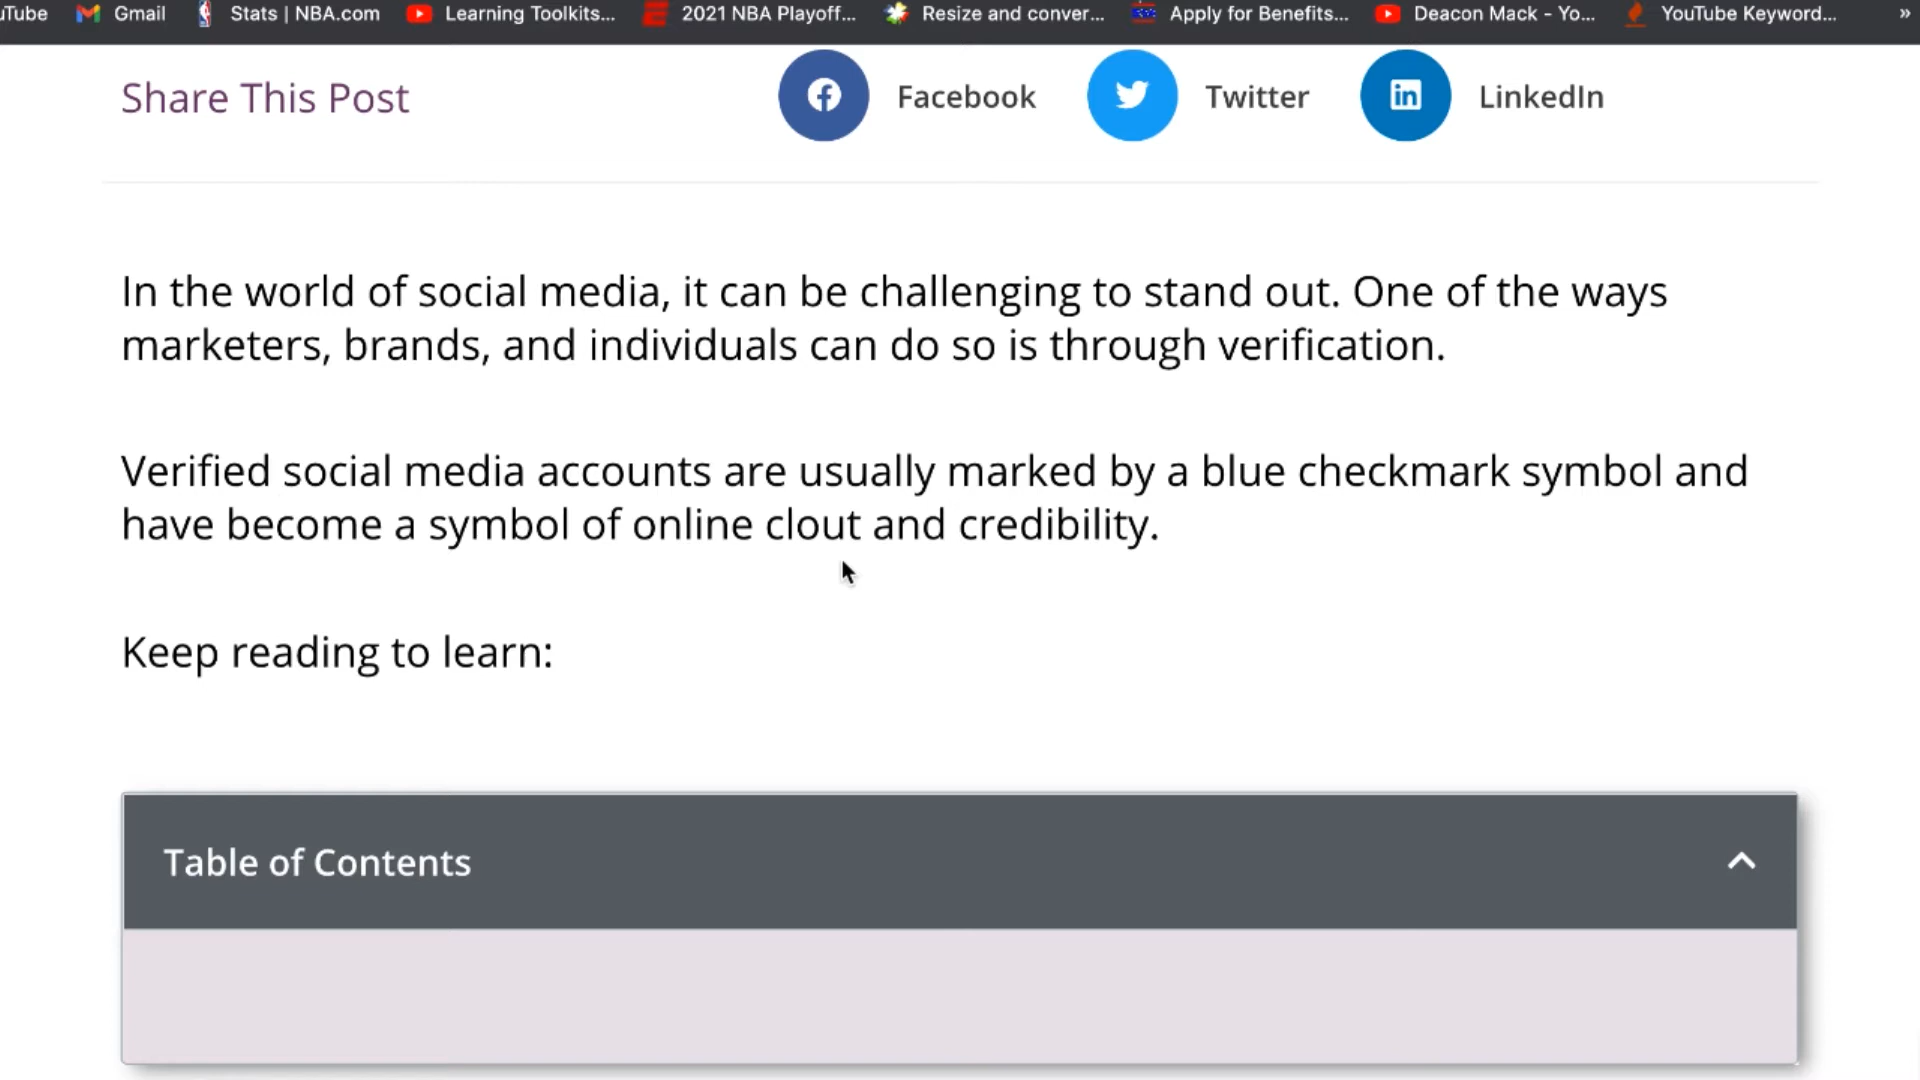 uTube Gmail Stats | NBA.com Learning Toolkits... 2021 NBA Playoff... Resize and conver... Apply for Benefits... Deacon Mack - Yo... YouTube Keyword... »
Share This Post Facebook Twitter LinkedIn
In the world of social media, it can be challenging to stand out. One of the ways
marketers, brands, and individuals can do so is through verification.
Verified social media accounts are usually marked by a blue checkmark symbol and
have become a symbol of online clout and credibility.
Keep reading to learn:
Table of Contents